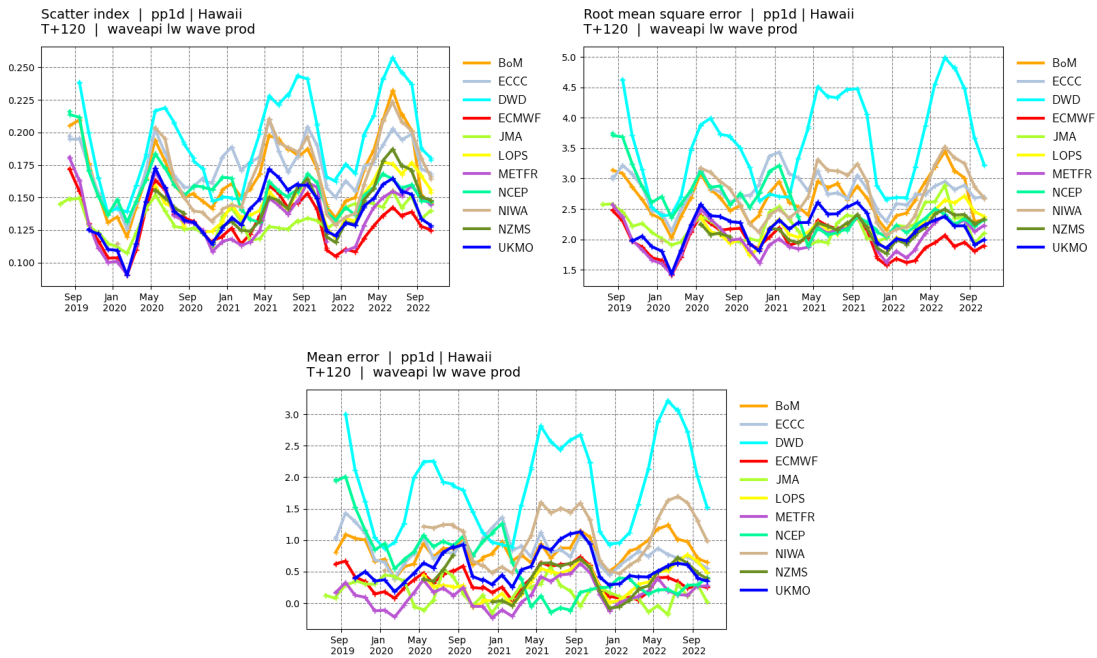 Scatter index | pp1d | Hawaii
T+120 | waveapi lw wave prod
0.250
0.225
0.200
0.175
0.150
0.125
0.100
Sep 2019
Jan 2020
May 2020
Sep 2020
Jan 2021
May 2021
Sep 2021
Jan 2022
May 2022
Sep 2022
BoM
ECCC
DWD
ECMWF
JMA
LOPS
METFR
NCEP
NIWA
NZMS
UKMO
Root mean square error | pp1d | Hawaii
T+120 | waveapi lw wave prod
5.0
4.5
4.0
3.5
3.0
2.5
2.0
1.5
Sep 2019
Jan 2020
May 2020
Sep 2020
Jan 2021
May 2021
Sep 2021
Jan 2022
May 2022
Sep 2022
BoM
ECCC
DWD
ECMWF
JMA
LOPS
METFR
NCEP
NIWA
NZMS
UKMO
Mean error | pp1d | Hawaii
T+120 | waveapi lw wave prod
3.0
2.5
2.0
1.5
1.0
0.5
0.0
Sep 2019
Jan 2020
May 2020
Sep 2020
Jan 2021
May 2021
Sep 2021
Jan 2022
May 2022
Sep 2022
BoM
ECCC
DWD
ECMWF
JMA
LOPS
METFR
NCEP
NIWA
NZMS
UKMO